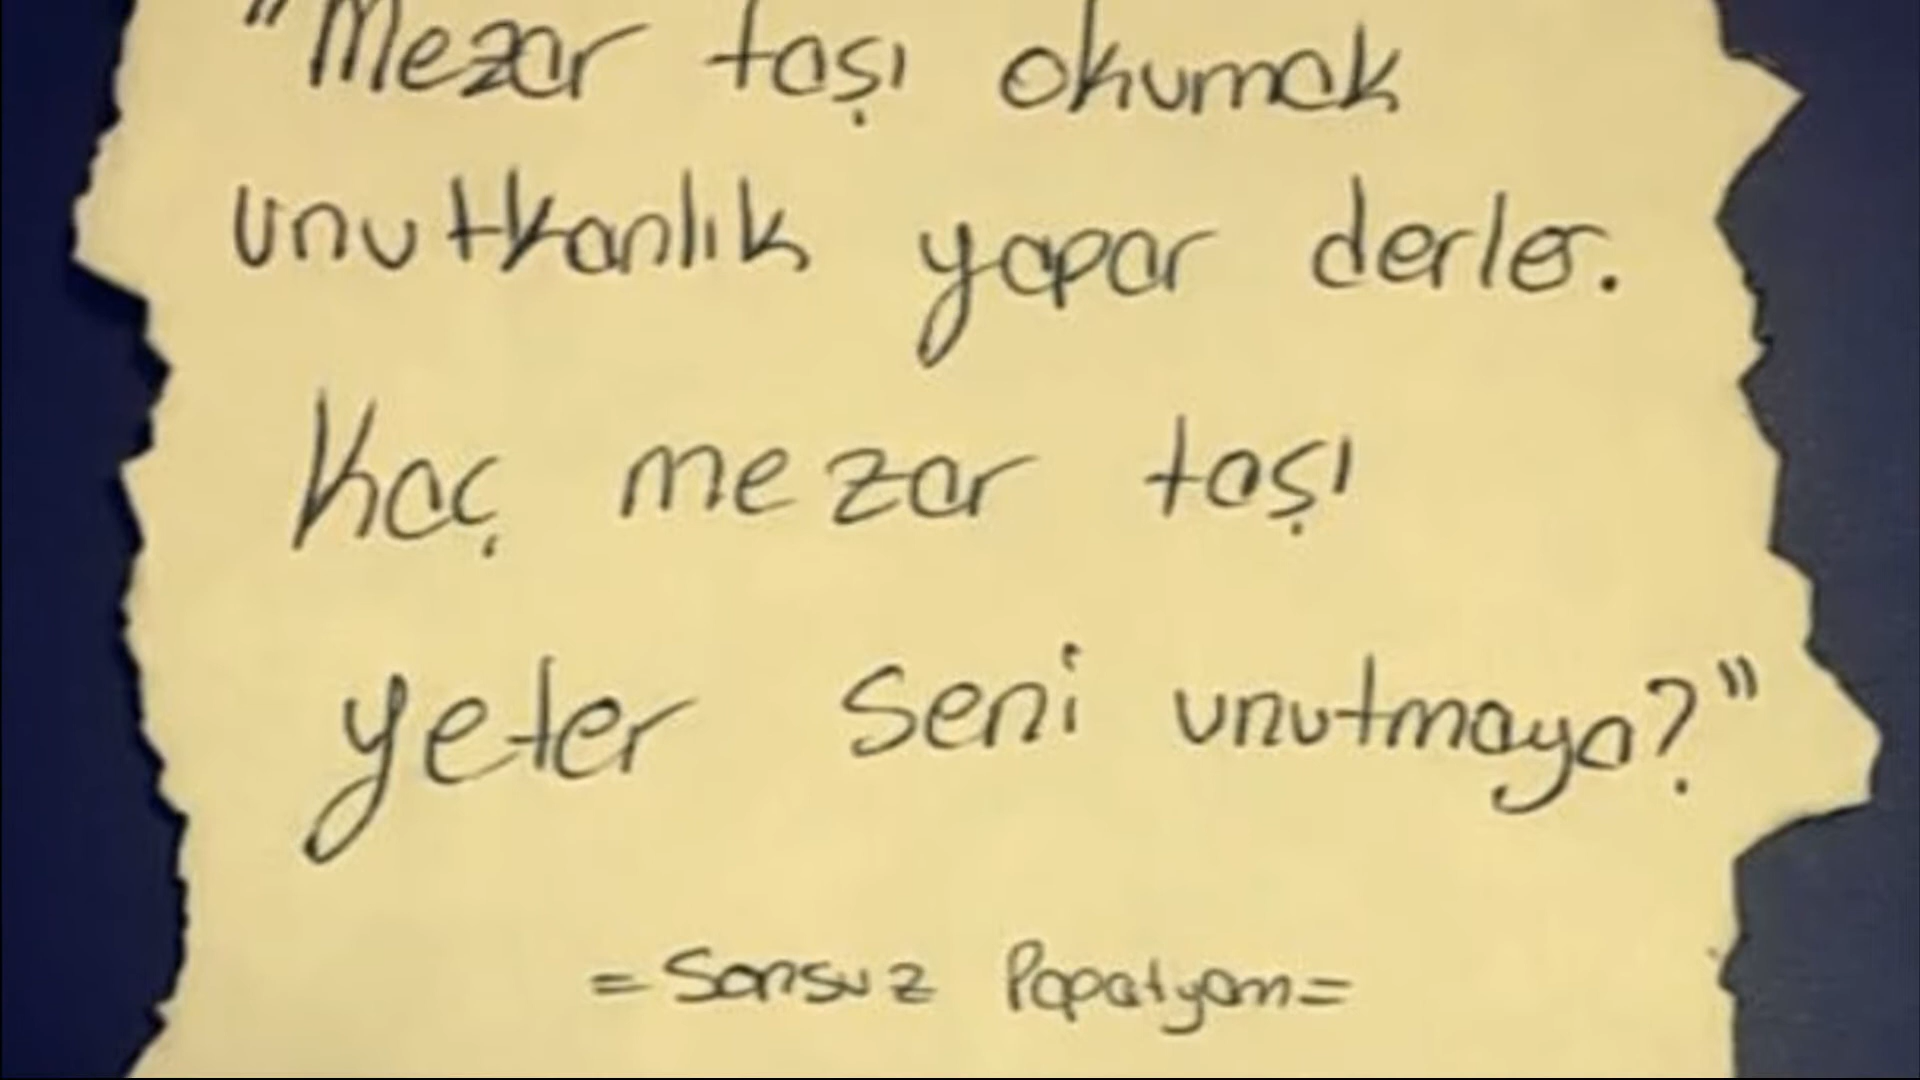 "Mezar taşı okumak
unutkanlık yapar derler.
Kaç mezar taşı
yeter seni unutmaya?"
=Sonsuz Papatyam=